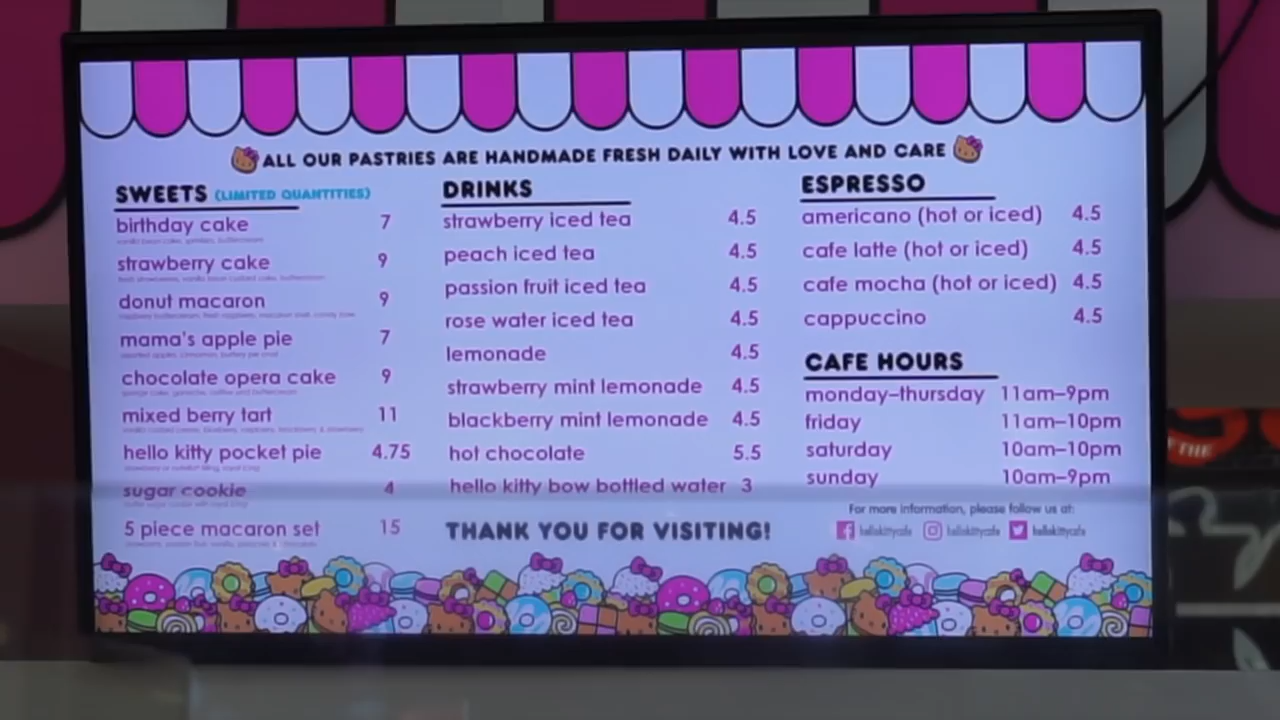 ALL OUR PASTRIES ARE HANDMADE FRESH DAILY WITH LOVE AND CARE
SWEETS (LIMITED QUANTITIES)
birthday cake 7
strawberry cake 9
donut macaron 9
mama's apple pie 7
chocolate opera cake 9
mixed berry tart 11
hello kitty pocket pie 4.75
sugar cookie 4
5 piece macaron set 15
DRINKS
strawberry iced tea 4.5
peach iced tea 4.5
passion fruit iced tea 4.5
rose water iced tea 4.5
lemonade 4.5
strawberry mint lemonade 4.5
blackberry mint lemonade 4.5
hot chocolate 5.5
hello kitty bow bottled water 3
THANK YOU FOR VISITING!
ESPRESSO
americano (hot or iced) 4.5
cafe latte (hot or iced) 4.5
cafe mocha (hot or iced) 4.5
cappuccino 4.5
CAFE HOURS
monday–thursday 11am–9pm
friday 11am–10pm
saturday 10am–10pm
sunday 10am–9pm
For more information, please follow us at:
hellokittycafe hellokittycafe hellokittycafe
OF THE